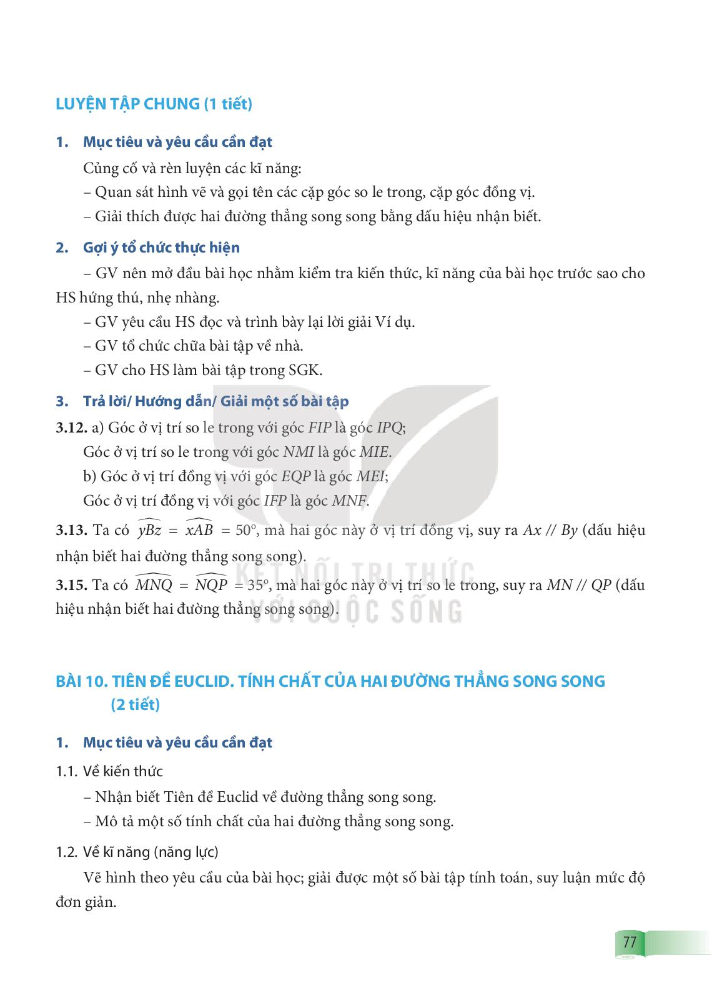 LUYỆN TẬP CHUNG (1 tiết)
1. Mục tiêu và yêu cầu cần đạt
Củng cố và rèn luyện các kĩ năng:
– Quan sát hình vẽ và gọi tên các cặp góc so le trong, cặp góc đồng vị.
– Giải thích được hai đường thẳng song song bằng dấu hiệu nhận biết.
2. Gợi ý tổ chức thực hiện
– GV nên mở đầu bài học nhằm kiểm tra kiến thức, kĩ năng của bài học trước sao cho
HS hứng thú, nhẹ nhàng.
– GV yêu cầu HS đọc và trình bày lại lời giải Ví dụ.
– GV tổ chức chữa bài tập về nhà.
– GV cho HS làm bài tập trong SGK.
3. Trả lời/ Hướng dẫn/ Giải một số bài tập
3.12. a) Góc ở vị trí so le trong với góc FIP là góc IPQ;
Góc ở vị trí so le trong với góc NMI là góc MIE.
b) Góc ở vị trí đồng vị với góc EQP là góc MEI;
Góc ở vị trí đồng vị với góc IFP là góc MNF.
3.13. Ta có yBz = xAB = 50º, mà hai góc này ở vị trí đồng vị, suy ra Ax // By (dấu hiệu
nhận biết hai đường thẳng song song).
KẾT NỐI TRI THỨC
3.15. Ta có MNQ = NQP = 35º, mà hai góc này ở vị trí so le trong, suy ra MN // QP (dấu
hiệu nhận biết hai đường thẳng song song).
VỚI CUỘC SỐNG
BÀI 10. TIÊN ĐỀ EUCLID. TÍNH CHẤT CỦA HAI ĐƯỜNG THẲNG SONG SONG
(2 tiết)
1. Mục tiêu và yêu cầu cần đạt
1.1. Về kiến thức
– Nhận biết Tiên đề Euclid về đường thẳng song song.
– Mô tả một số tính chất của hai đường thẳng song song.
1.2. Về kĩ năng (năng lực)
Vẽ hình theo yêu cầu của bài học; giải được một số bài tập tính toán, suy luận mức độ
đơn giản.
77